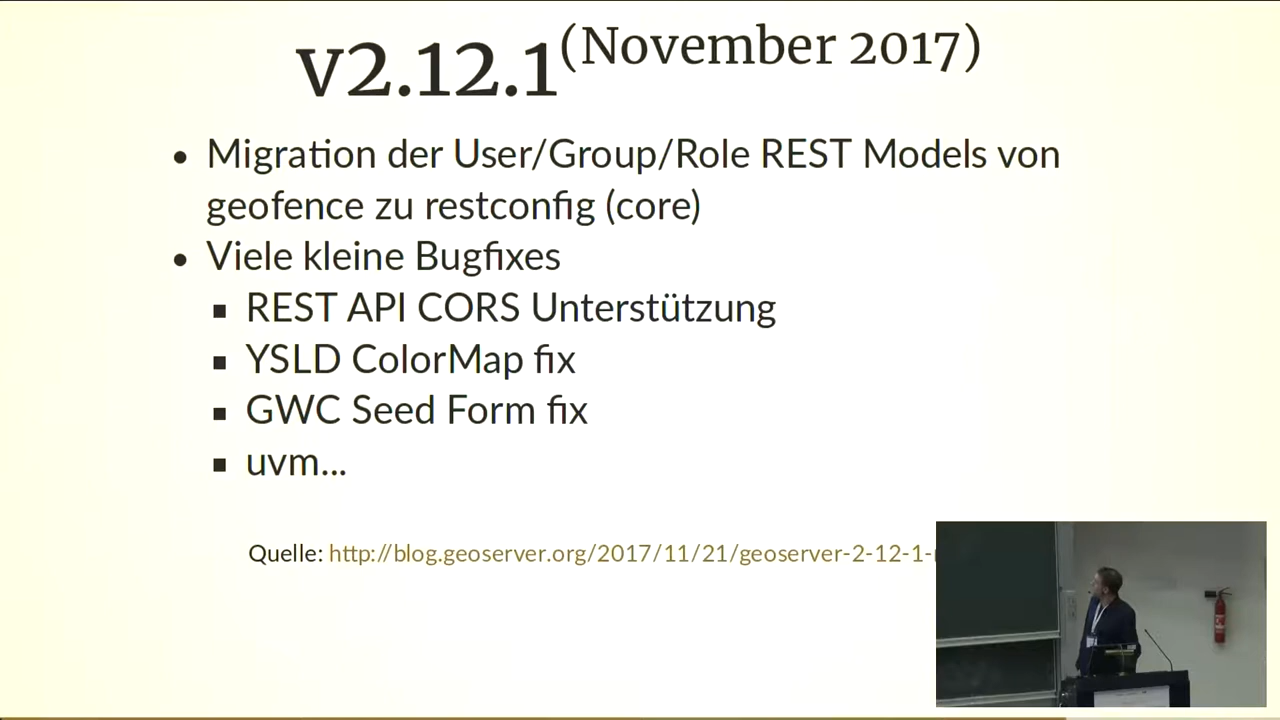 v2.12.1(November 2017)
• Migration der User/Group/Role REST Models von
geofence zu restconfig (core)
• Viele kleine Bugfixes
▪ REST API CORS Unterstützung
▪ YSLD ColorMap fix
▪ GWC Seed Form fix
▪ uvm...
Quelle: http://blog.geoserver.org/2017/11/21/geoserver-2-12-1-